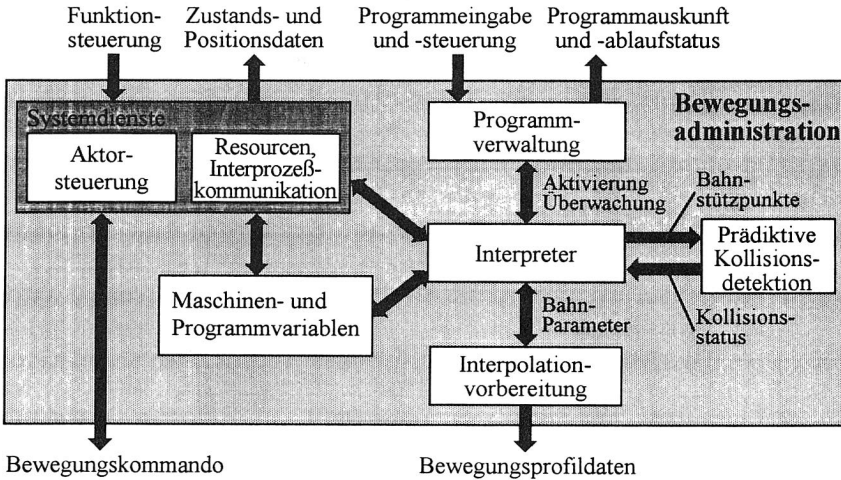 Funktion-
steuerung
Zustands- und
Positionsdaten
Programmeingabe
und -steuerung
Programmauskunft
und -ablaufstatus
Bewegungs-
administration
Systemdienste
Aktor-
steuerung
Resourcen,
Interprozeß-
kommunikation
Programm-
verwaltung
Aktivierung
Überwachung
Bahn-
stützpunkte
Interpreter
Prädiktive
Kollisions-
detektion
Maschinen- und
Programmvariablen
Bahn-
Parameter
Kollisions-
status
Interpolation-
vorbereitung
Bewegungskommando
Bewegungsprofildaten